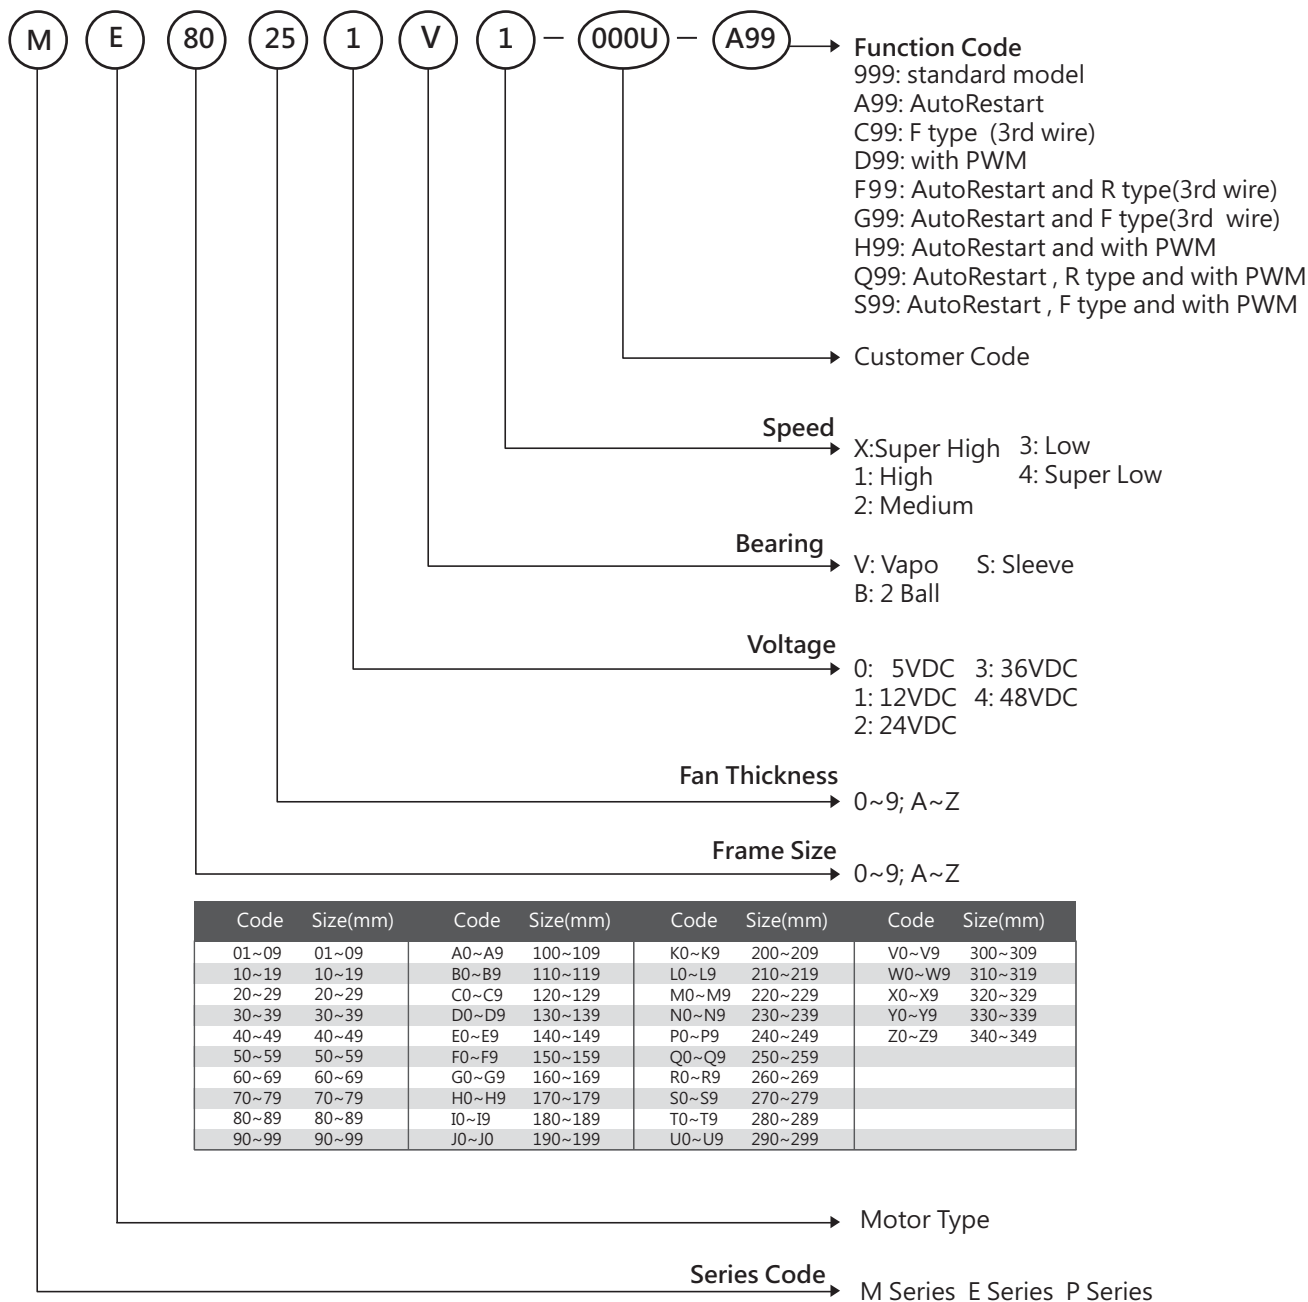 M E 80 25 1 V 1 — 000U — A99
Function Code
999: standard model
A99: AutoRestart
C99: F type (3rd wire)
D99: with PWM
F99: AutoRestart and R type(3rd wire)
G99: AutoRestart and F type(3rd wire)
H99: AutoRestart and with PWM
Q99: AutoRestart , R type and with PWM
S99: AutoRestart , F type and with PWM
Customer Code
Speed
X:Super High 3: Low
1: High 4: Super Low
2: Medium
Bearing
V: Vapo S: Sleeve
B: 2 Ball
Voltage
0: 5VDC 3: 36VDC
1: 12VDC 4: 48VDC
2: 24VDC
Fan Thickness
0~9; A~Z
Frame Size
0~9; A~Z
Code Size(mm) Code Size(mm) Code Size(mm) Code Size(mm)
01~09 01~09 A0~A9 100~109 K0~K9 200~209 V0~V9 300~309
10~19 10~19 B0~B9 110~119 L0~L9 210~219 W0~W9 310~319
20~29 20~29 C0~C9 120~129 M0~M9 220~229 X0~X9 320~329
30~39 30~39 D0~D9 130~139 N0~N9 230~239 Y0~Y9 330~339
40~49 40~49 E0~E9 140~149 P0~P9 240~249 Z0~Z9 340~349
50~59 50~59 F0~F9 150~159 Q0~Q9 250~259
60~69 60~69 G0~G9 160~169 R0~R9 260~269
70~79 70~79 H0~H9 170~179 S0~S9 270~279
80~89 80~89 I0~I9 180~189 T0~T9 280~289
90~99 90~99 J0~J0 190~199 U0~U9 290~299
Motor Type
Series Code
M Series E Series P Series